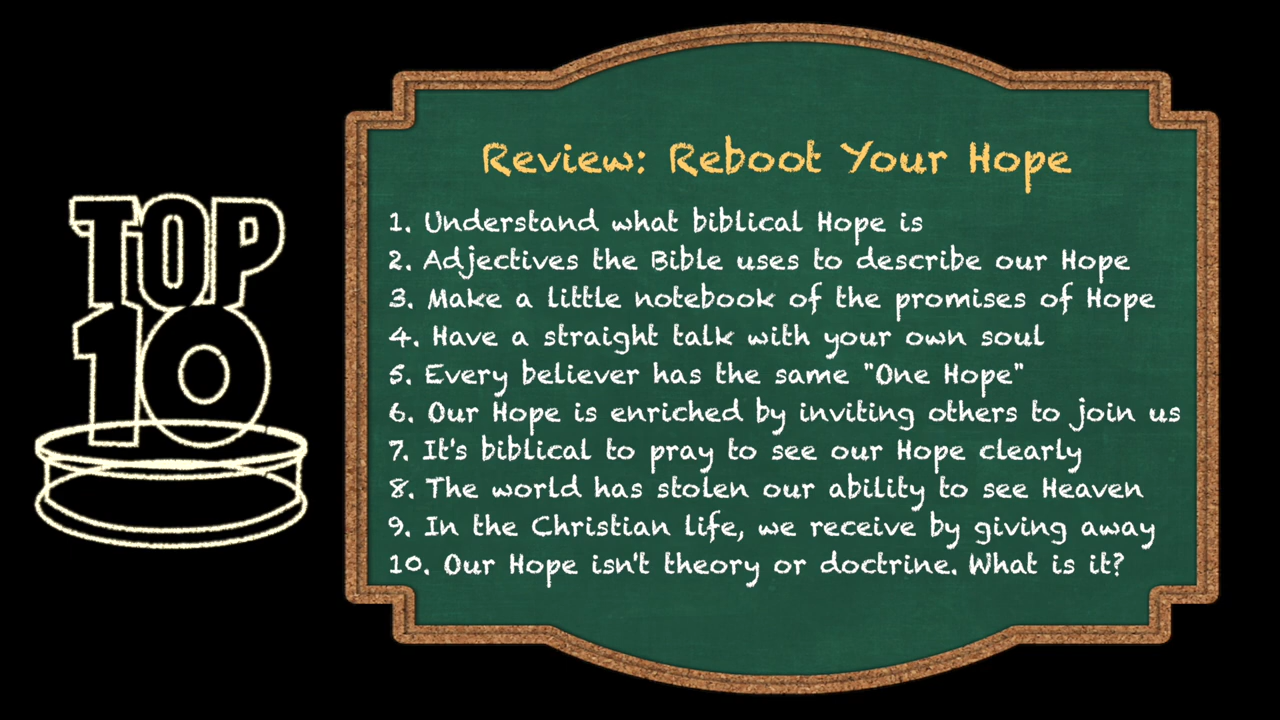 TOP
10
Review: Reboot Your Hope
1. Understand what biblical Hope is
2. Adjectives the Bible uses to describe our Hope
3. Make a little notebook of the promises of Hope
4. Have a straight talk with your own soul
5. Every believer has the same "One Hope"
6. Our Hope is enriched by inviting others to join us
7. It's biblical to pray to see our Hope clearly
8. The world has stolen our ability to see Heaven
9. In the Christian life, we receive by giving away
10. Our Hope isn't theory or doctrine. What is it?